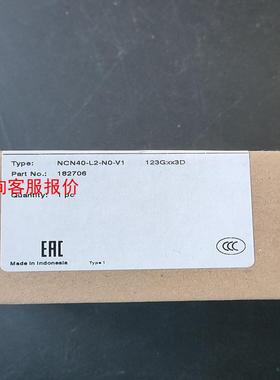 Type: NCN40-L2-N0-V1 123G:xx3D
Part No.: 182706
询客服报价
Quantity: 1 pc
EAC
CCC
Made in Indonesia Type 1